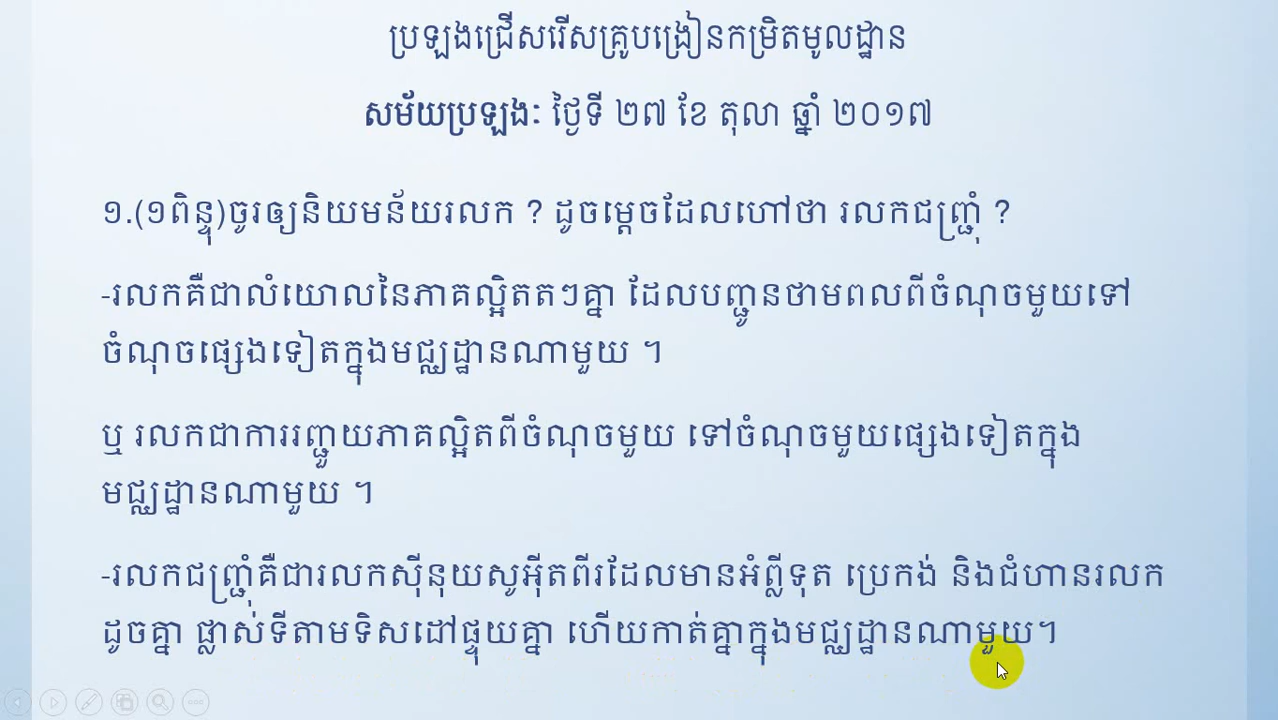 ប្រឡងជ្រើសរើសគ្រូបង្រៀនកម្រិតមូលដ្ឋាន
សម័យប្រឡងៈ ថ្ងៃទី ២៧ ខែ តុលា ឆ្នាំ ២០១៧
១.(១ពិន្ទុ)ចូរឲ្យនិយមន័យរលក ? ដូចម្ដេចដែលហៅថា រលកជញ្ជ្រុំ ?
-រលកគឺជាលំយោលនៃភាគល្អិតតៗគ្នា ដែលបញ្ជូនថាមពលពីចំណុចមួយទៅ
ចំណុចផ្សេងទៀតក្នុងមជ្ឈដ្ឋានណាមួយ ។
ឬ រលកជាការរញ្ជួយភាគល្អិតពីចំណុចមួយ ទៅចំណុចមួយផ្សេងទៀតក្នុង
មជ្ឈដ្ឋានណាមួយ ។
-រលកជញ្ជ្រុំគឺជារលកស៊ីនុយសូអ៊ីតពីរដែលមានអំព្លីទុត ប្រេកង់ និងជំហានរលក
ដូចគ្នា ផ្លាស់ទីតាមទិសដៅផ្ទុយគ្នា ហើយកាត់គ្នាក្នុងមជ្ឈដ្ឋានណាមួយ។